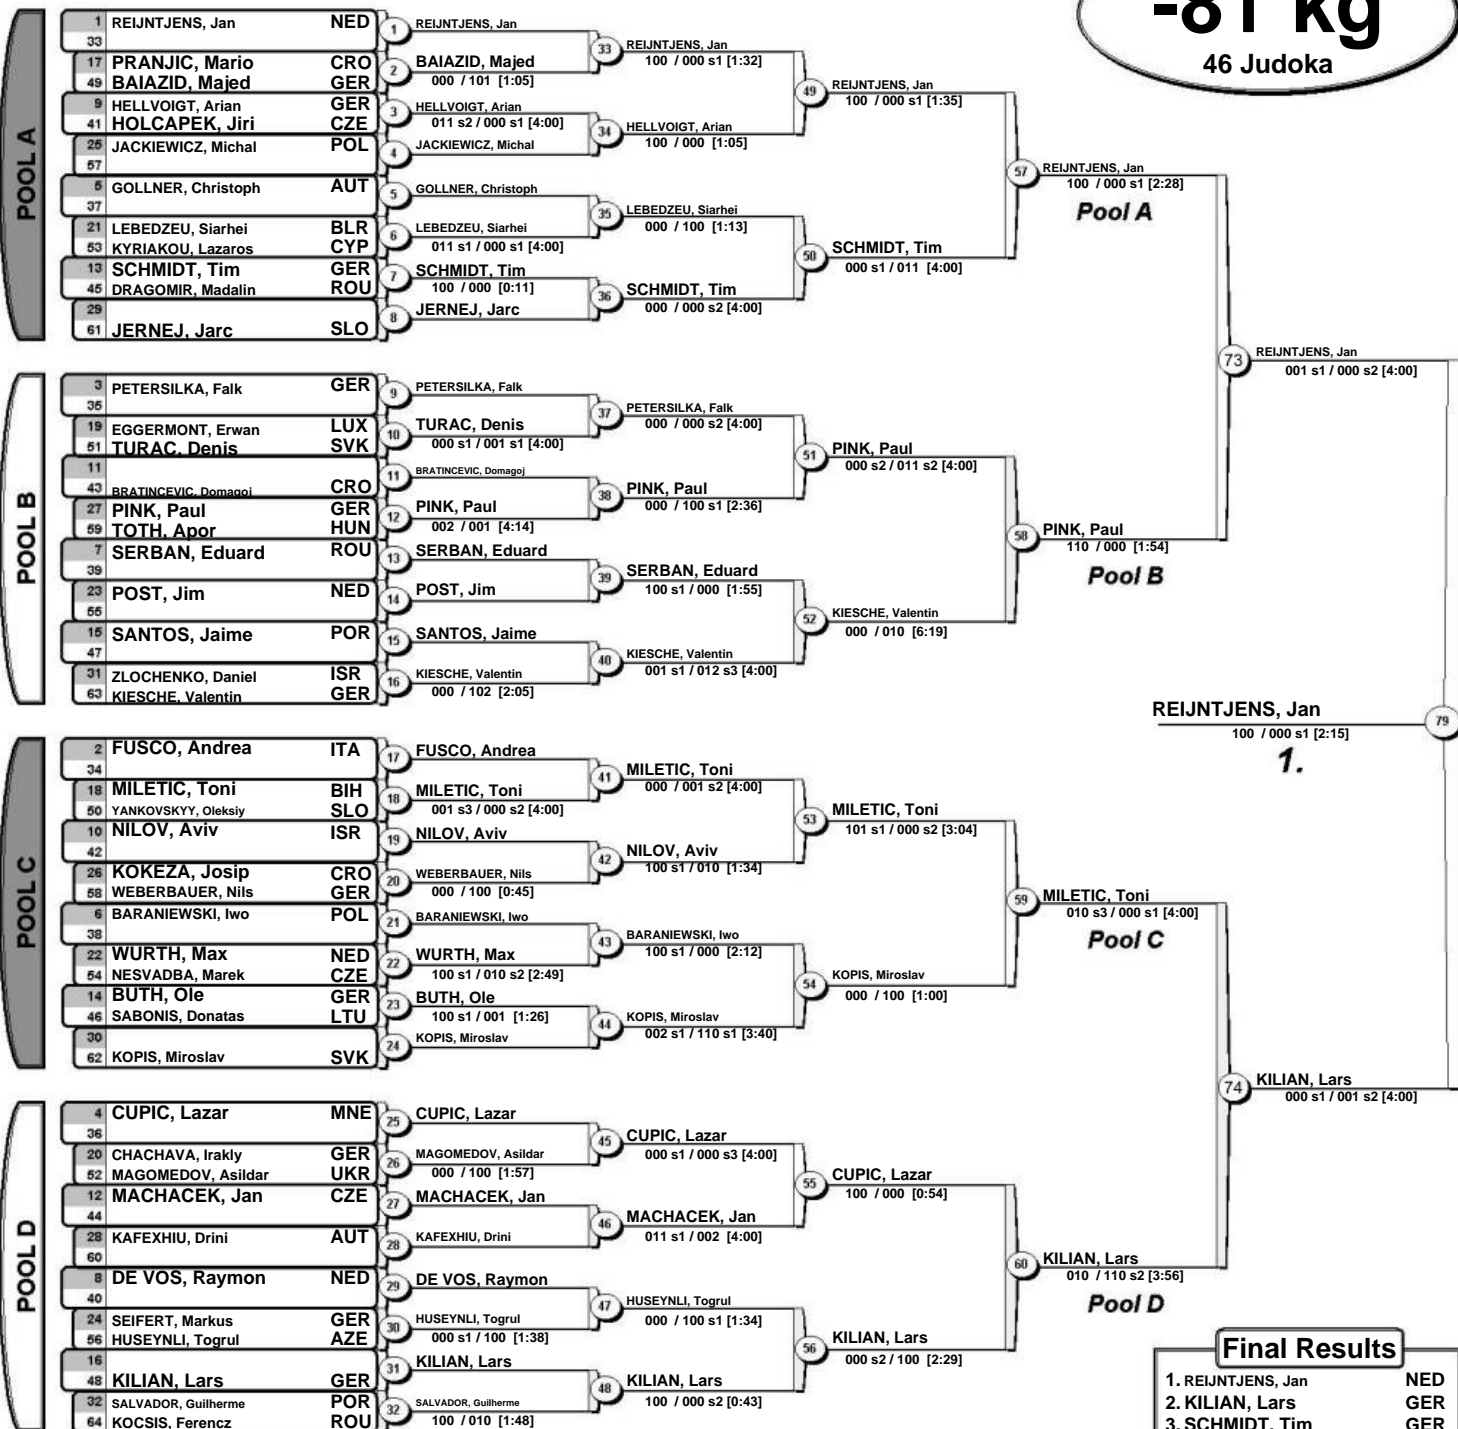 -81 kg
46 Judoka
POOL A
1 REIJNTJENS, Jan NED
33
17 PRANJIC, Mario CRO
49 BAIAZID, Majed GER
9 HELLVOIGT, Arian GER
41 HOLCAPEK, Jiri CZE
25 JACKIEWICZ, Michal POL
57
5 GOLLNER, Christoph AUT
37
21 LEBEDZEU, Siarhei BLR
53 KYRIAKOU, Lazaros CYP
13 SCHMIDT, Tim GER
45 DRAGOMIR, Madalin ROU
29
61 JERNEJ, Jarc SLO
1 REIJNTJENS, Jan
2 BAIAZID, Majed
000 / 101 [1:05]
3 HELLVOIGT, Arian
011 s2 / 000 s1 [4:00]
4 JACKIEWICZ, Michal
5 GOLLNER, Christoph
6 LEBEDZEU, Siarhei
011 s1 / 000 s1 [4:00]
7 SCHMIDT, Tim
100 / 000 [0:11]
8 JERNEJ, Jarc
33 REIJNTJENS, Jan
100 / 000 s1 [1:32]
34 HELLVOIGT, Arian
100 / 000 [1:05]
35 LEBEDZEU, Siarhei
000 / 100 [1:13]
36 SCHMIDT, Tim
000 / 000 s2 [4:00]
49 REIJNTJENS, Jan
100 / 000 s1 [1:35]
50 SCHMIDT, Tim
000 s1 / 011 [4:00]
57 REIJNTJENS, Jan
100 / 000 s1 [2:28]
Pool A
POOL B
3 PETERSILKA, Falk GER
35
19 EGGERMONT, Erwan LUX
51 TURAC, Denis SVK
11
43 BRATINCEVIC, Domagoj CRO
27 PINK, Paul GER
59 TOTH, Apor HUN
7 SERBAN, Eduard ROU
39
23 POST, Jim NED
55
15 SANTOS, Jaime POR
47
31 ZLOCHENKO, Daniel ISR
63 KIESCHE, Valentin GER
9 PETERSILKA, Falk
10 TURAC, Denis
000 s1 / 001 s1 [4:00]
11 BRATINCEVIC, Domagoj
12 PINK, Paul
002 / 001 [4:14]
13 SERBAN, Eduard
14 POST, Jim
15 SANTOS, Jaime
16 KIESCHE, Valentin
000 / 102 [2:05]
37 PETERSILKA, Falk
000 / 000 s2 [4:00]
38 PINK, Paul
000 / 100 s1 [2:36]
39 SERBAN, Eduard
100 s1 / 000 [1:55]
40 KIESCHE, Valentin
001 s1 / 012 s3 [4:00]
51 PINK, Paul
000 s2 / 011 s2 [4:00]
52 KIESCHE, Valentin
000 / 010 [6:19]
58 PINK, Paul
110 / 000 [1:54]
Pool B
73 REIJNTJENS, Jan
001 s1 / 000 s2 [4:00]
REIJNTJENS, Jan 79
100 / 000 s1 [2:15]
1.
POOL C
2 FUSCO, Andrea ITA
34
18 MILETIC, Toni BIH
50 YANKOVSKYY, Oleksiy SLO
10 NILOV, Aviv ISR
42
26 KOKEZA, Josip CRO
58 WEBERBAUER, Nils GER
6 BARANIEWSKI, Iwo POL
38
22 WURTH, Max NED
54 NESVADBA, Marek CZE
14 BUTH, Ole GER
46 SABONIS, Donatas LTU
30
62 KOPIS, Miroslav SVK
17 FUSCO, Andrea
18 MILETIC, Toni
001 s3 / 000 s2 [4:00]
19 NILOV, Aviv
20 WEBERBAUER, Nils
000 / 100 [0:45]
21 BARANIEWSKI, Iwo
22 WURTH, Max
100 s1 / 010 s2 [2:49]
23 BUTH, Ole
100 s1 / 001 [1:26]
24 KOPIS, Miroslav
41 MILETIC, Toni
000 / 001 s2 [4:00]
42 NILOV, Aviv
100 s1 / 010 [1:34]
43 BARANIEWSKI, Iwo
100 s1 / 000 [2:12]
44 KOPIS, Miroslav
002 s1 / 110 s1 [3:40]
53 MILETIC, Toni
101 s1 / 000 s2 [3:04]
54 KOPIS, Miroslav
000 / 100 [1:00]
59 MILETIC, Toni
010 s3 / 000 s1 [4:00]
Pool C
74 KILIAN, Lars
000 s1 / 001 s2 [4:00]
POOL D
4 CUPIC, Lazar MNE
36
20 CHACHAVA, Irakly GER
52 MAGOMEDOV, Asildar UKR
12 MACHACEK, Jan CZE
44
28 KAFEXHIU, Drini AUT
60
8 DE VOS, Raymon NED
40
24 SEIFERT, Markus GER
56 HUSEYNLI, Togrul AZE
16
48 KILIAN, Lars GER
32 SALVADOR, Guilherme POR
64 KOCSIS, Ferencz ROU
25 CUPIC, Lazar
26 MAGOMEDOV, Asildar
000 / 100 [1:57]
27 MACHACEK, Jan
28 KAFEXHIU, Drini
29 DE VOS, Raymon
30 HUSEYNLI, Togrul
000 s1 / 100 [1:38]
31 KILIAN, Lars
32 SALVADOR, Guilherme
100 / 010 [1:48]
45 CUPIC, Lazar
000 s1 / 000 s3 [4:00]
46 MACHACEK, Jan
011 s1 / 002 [4:00]
47 HUSEYNLI, Togrul
000 / 100 s1 [1:34]
48 KILIAN, Lars
100 / 000 s2 [0:43]
55 CUPIC, Lazar
100 / 000 [0:54]
56 KILIAN, Lars
000 s2 / 100 [2:29]
60 KILIAN, Lars
010 / 110 s2 [3:56]
Pool D
Final Results
1. REIJNTJENS, Jan NED
2. KILIAN, Lars GER
3. SCHMIDT, Tim GER